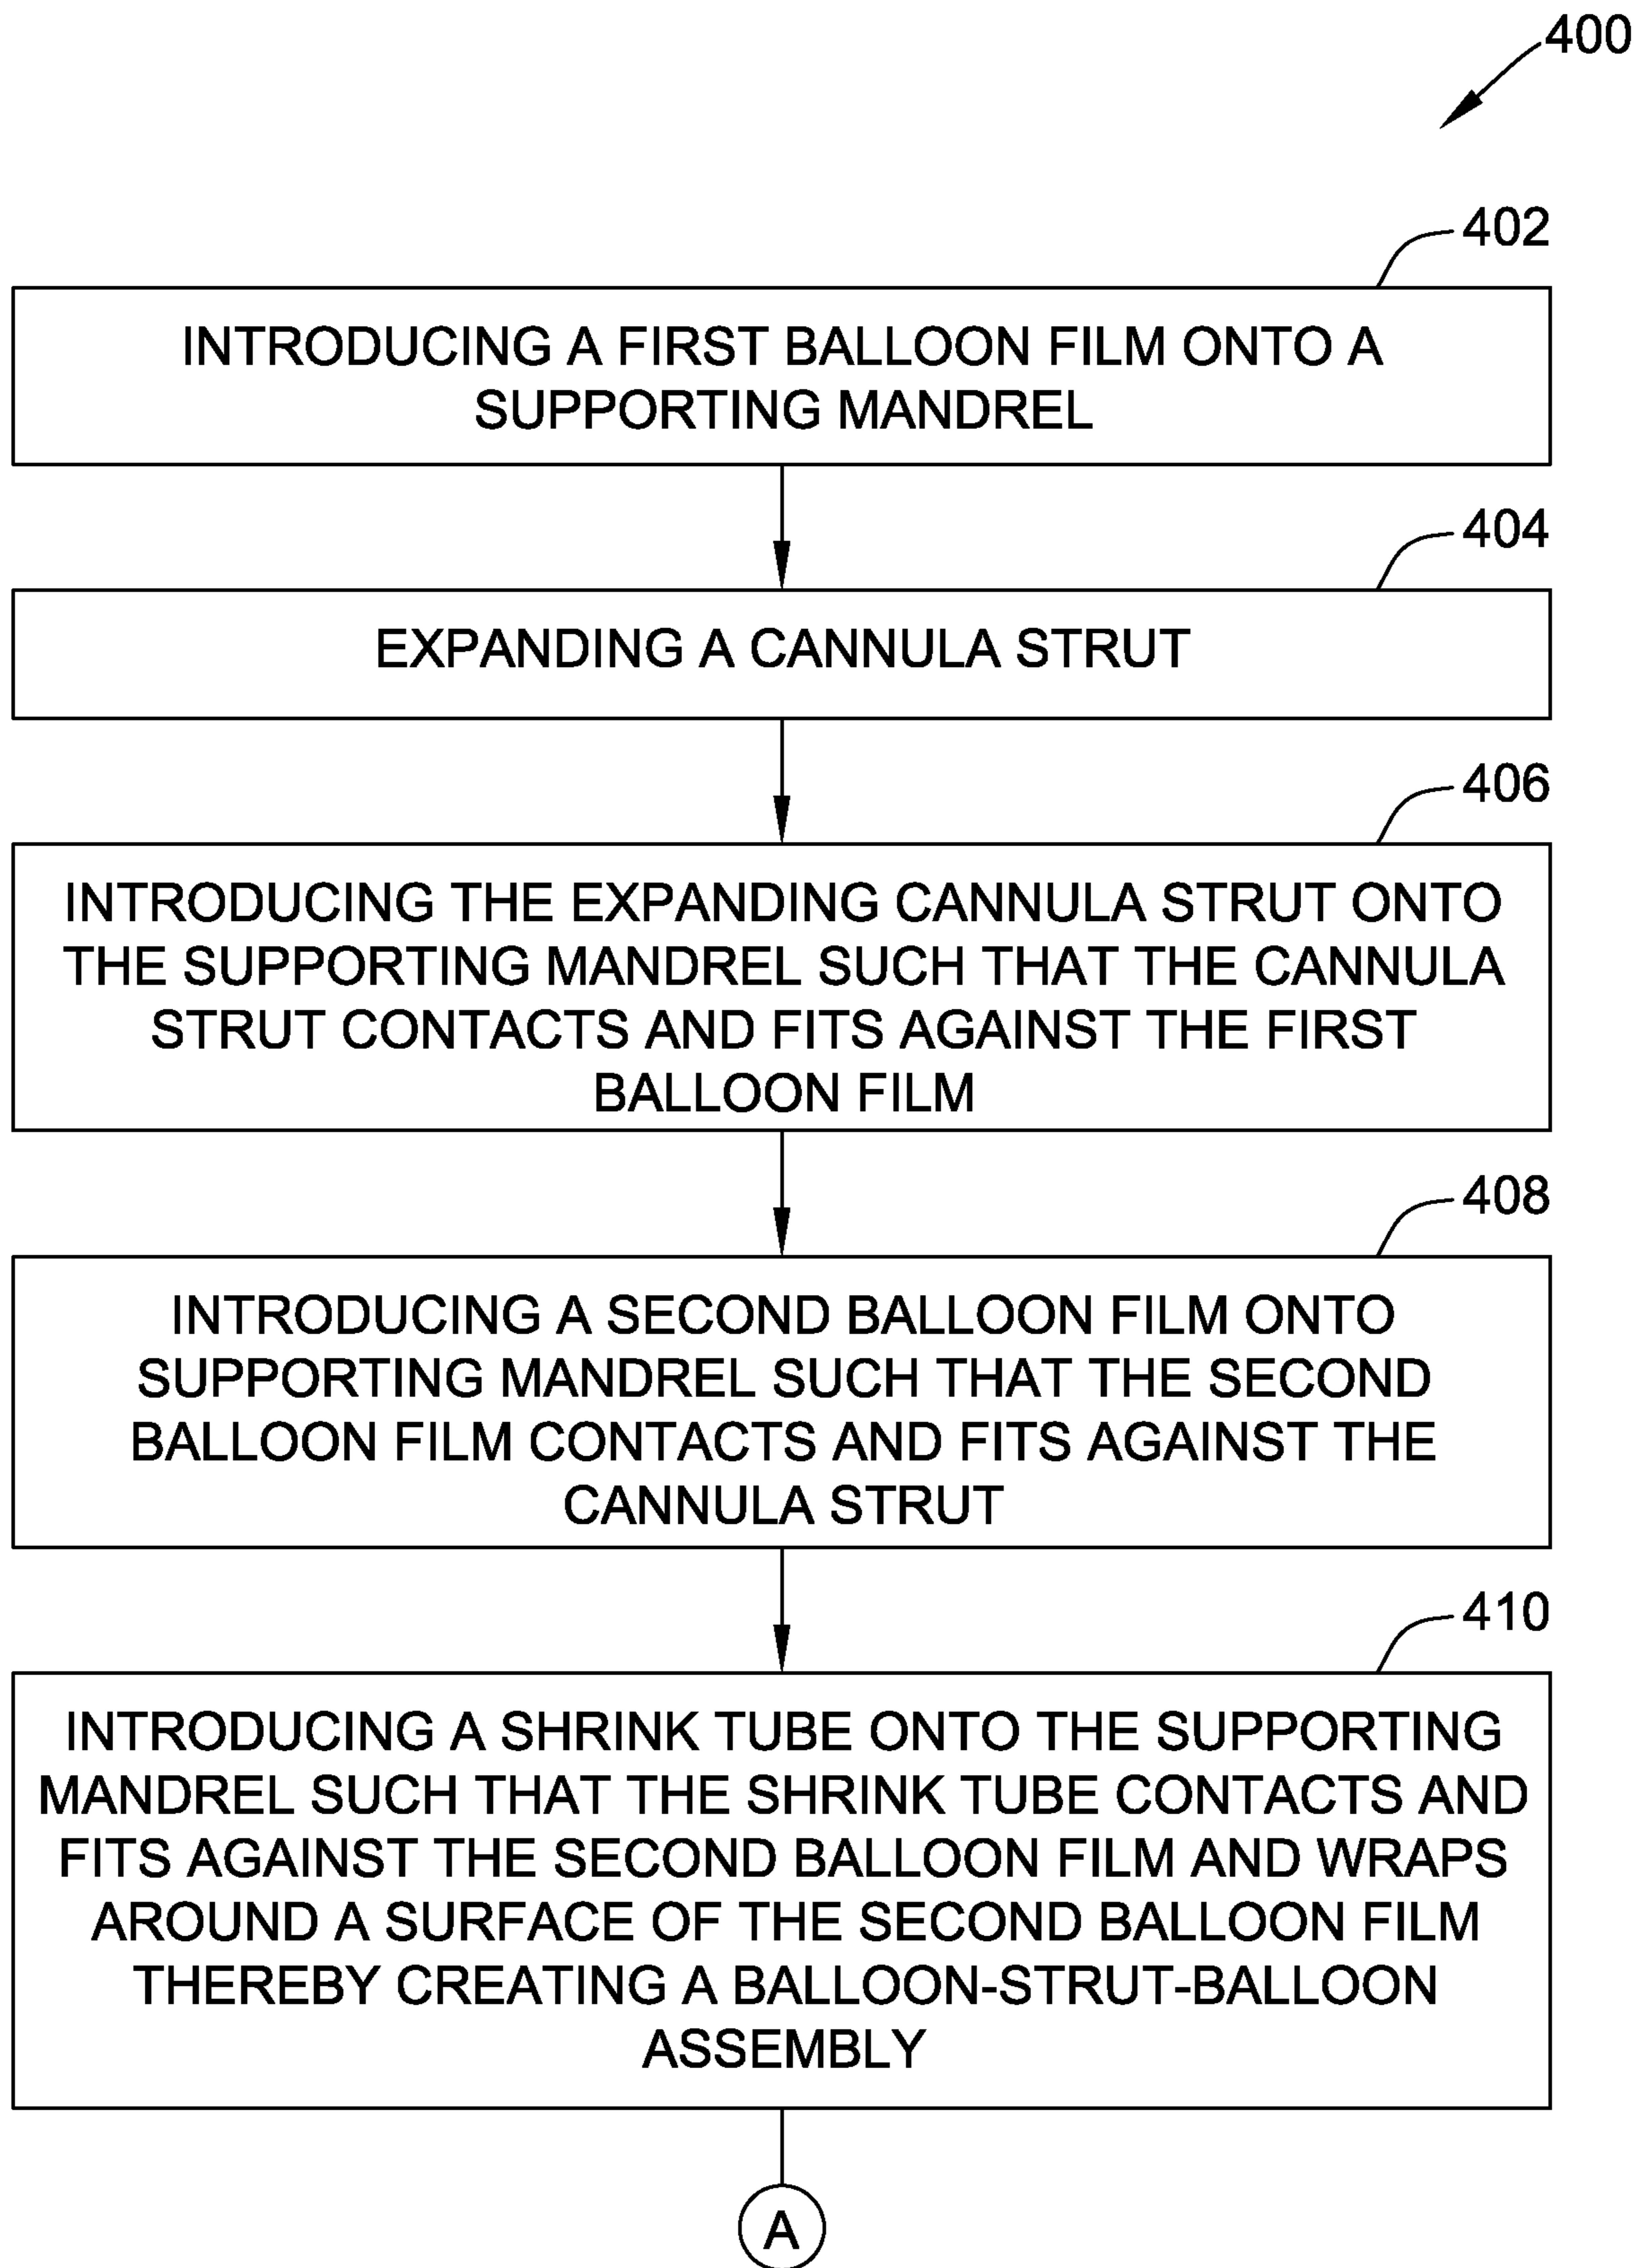 400
402
INTRODUCING A FIRST BALLOON FILM ONTO A
SUPPORTING MANDREL
404
EXPANDING A CANNULA STRUT
406
INTRODUCING THE EXPANDING CANNULA STRUT ONTO
THE SUPPORTING MANDREL SUCH THAT THE CANNULA
STRUT CONTACTS AND FITS AGAINST THE FIRST
BALLOON FILM
408
INTRODUCING A SECOND BALLOON FILM ONTO
SUPPORTING MANDREL SUCH THAT THE SECOND
BALLOON FILM CONTACTS AND FITS AGAINST THE
CANNULA STRUT
410
INTRODUCING A SHRINK TUBE ONTO THE SUPPORTING
MANDREL SUCH THAT THE SHRINK TUBE CONTACTS AND
FITS AGAINST THE SECOND BALLOON FILM AND WRAPS
AROUND A SURFACE OF THE SECOND BALLOON FILM
THEREBY CREATING A BALLOON-STRUT-BALLOON
ASSEMBLY
A